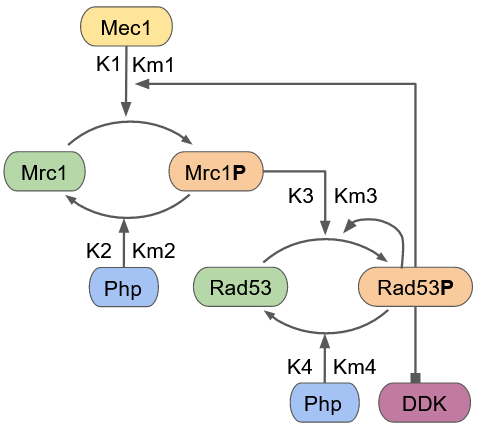 Mec1
K1 Km1
Mrc1
Mrc1P
K3 Km3
K2 Km2
Php
Rad53
Rad53P
K4 Km4
Php
DDK